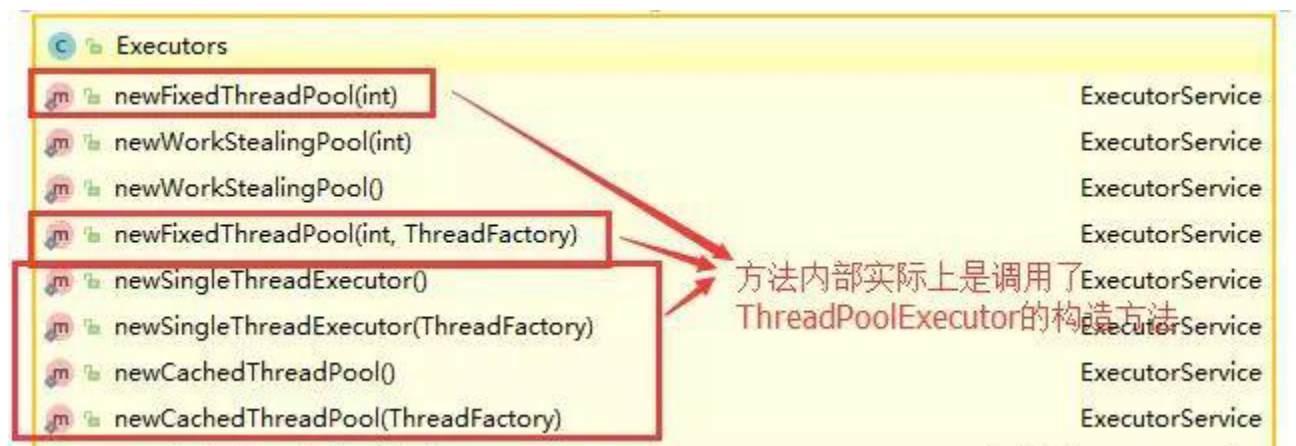 Executors
newFixedThreadPool(int) ExecutorService
newWorkStealingPool(int) ExecutorService
newWorkStealingPool() ExecutorService
newFixedThreadPool(int, ThreadFactory) ExecutorService
newSingleThreadExecutor() ExecutorService
newSingleThreadExecutor(ThreadFactory) ExecutorService
newCachedThreadPool() ExecutorService
newCachedThreadPool(ThreadFactory) ExecutorService
方法内部实际上是调用了
ThreadPoolExecutor的构造方法